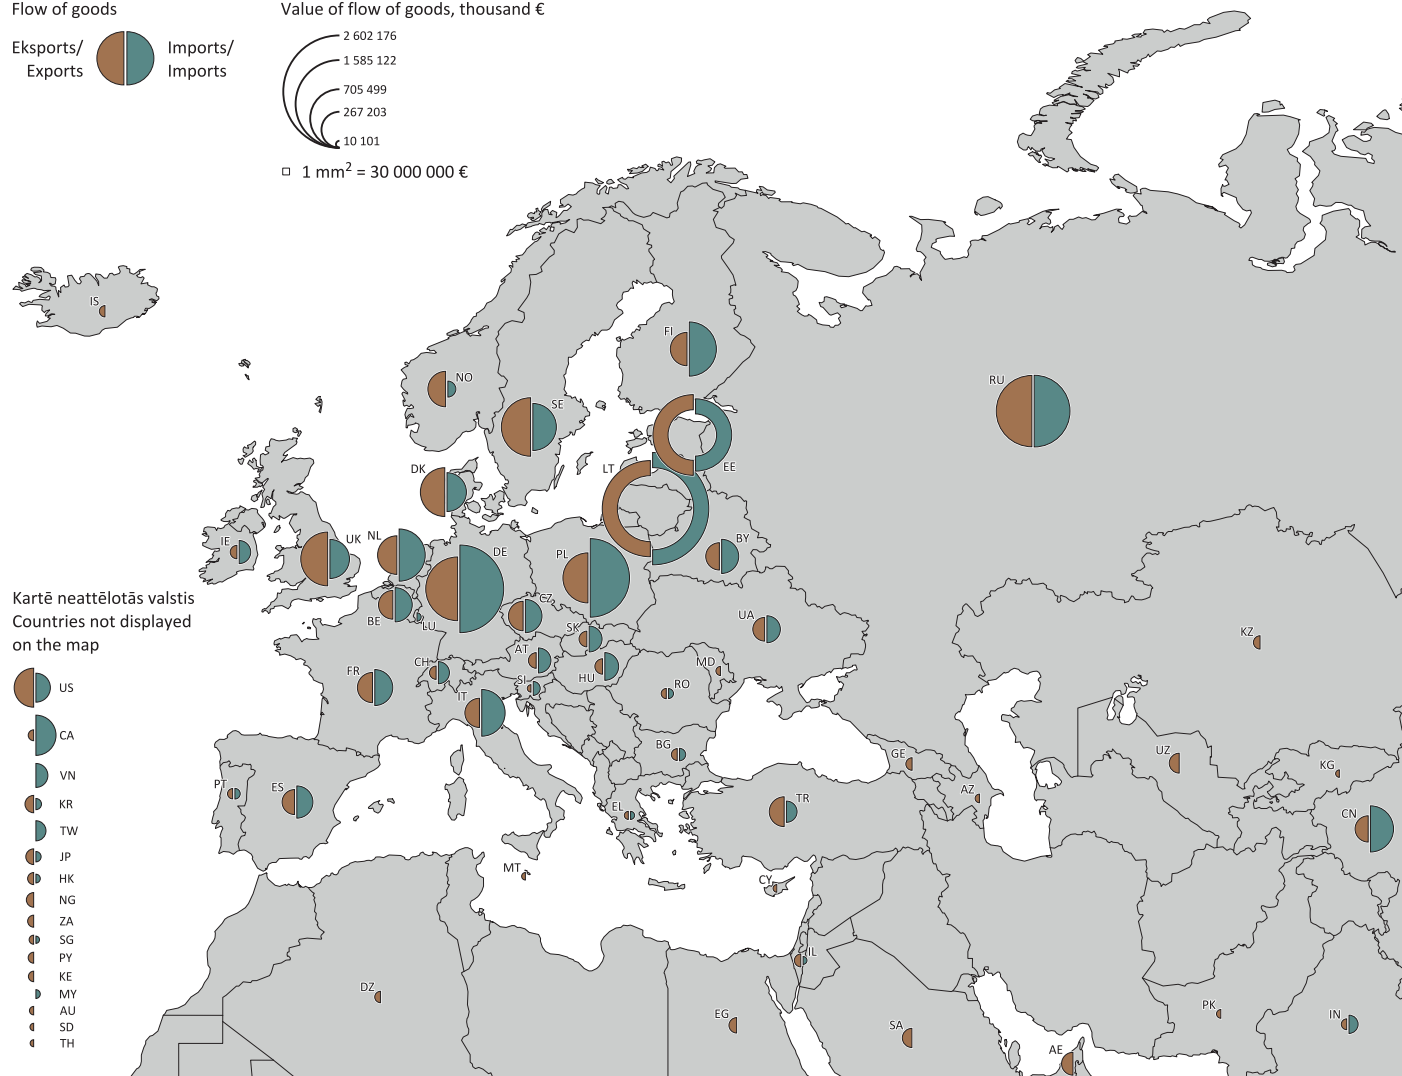 Flow of goods
Eksports/
Exports
Imports/
Imports
Value of flow of goods, thousand €
2 602 176
1 585 122
705 499
267 203
10 101
1 mm² = 30 000 000 €
IS
NO
SE
FI
RU
DK
LT
EE
IE
UK
NL
DE
PL
BY
BE
LU
CZ
UA
SK
AT
CH
HU
MD
RO
SI
FR
IT
KZ
BG
GE
UZ
KG
PT
ES
EL
TR
AZ
CN
MT
CY
IL
DZ
EG
SA
AE
PK
IN
Kartē neattēlotās valstis
Countries not displayed
on the map
US
CA
VN
KR
TW
JP
HK
NG
ZA
SG
PY
KE
MY
AU
SD
TH